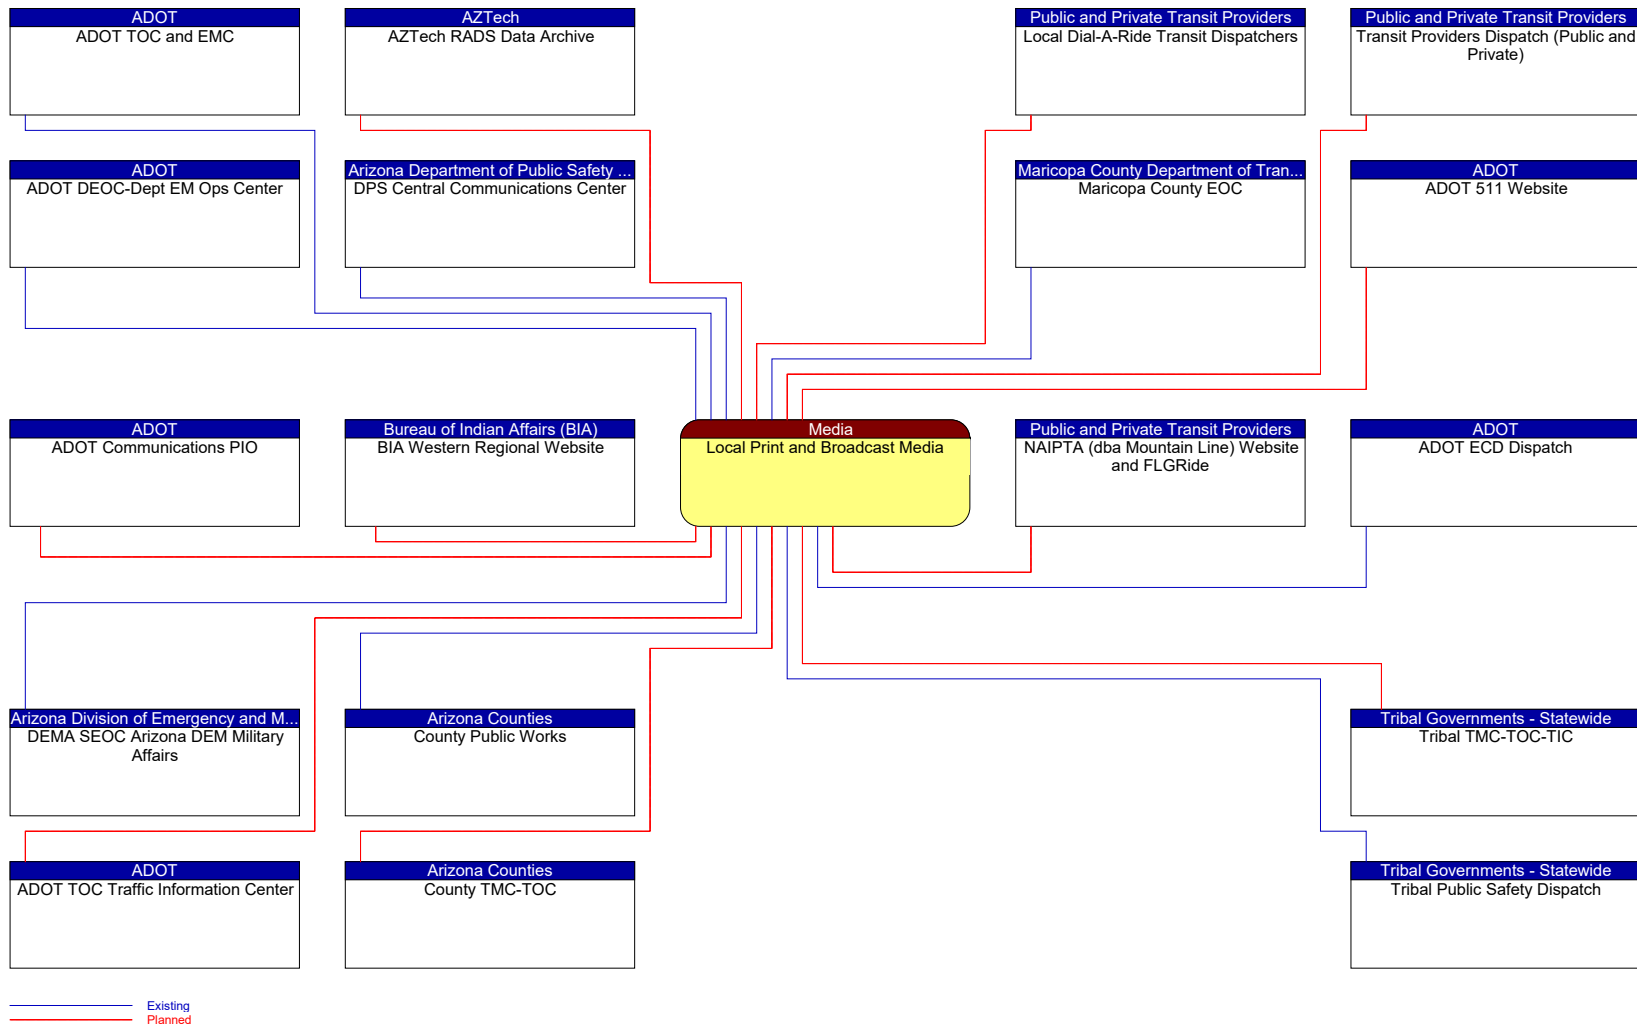 ADOT
ADOT TOC and EMC
AZTech
AZTech RADS Data Archive
Public and Private Transit Providers
Local Dial-A-Ride Transit Dispatchers
Public and Private Transit Providers
Transit Providers Dispatch (Public and
Private)
ADOT
ADOT DEOC-Dept EM Ops Center
Arizona Department of Public Safety ...
DPS Central Communications Center
Maricopa County Department of Tran...
Maricopa County EOC
ADOT
ADOT 511 Website
ADOT
ADOT Communications PIO
Bureau of Indian Affairs (BIA)
BIA Western Regional Website
Media
Local Print and Broadcast Media
Public and Private Transit Providers
NAIPTA (dba Mountain Line) Website
and FLGRide
ADOT
ADOT ECD Dispatch
Arizona Division of Emergency and M...
DEMA SEOC Arizona DEM Military
Affairs
Arizona Counties
County Public Works
Tribal Governments - Statewide
Tribal TMC-TOC-TIC
ADOT
ADOT TOC Traffic Information Center
Arizona Counties
County TMC-TOC
Tribal Governments - Statewide
Tribal Public Safety Dispatch
Existing
Planned